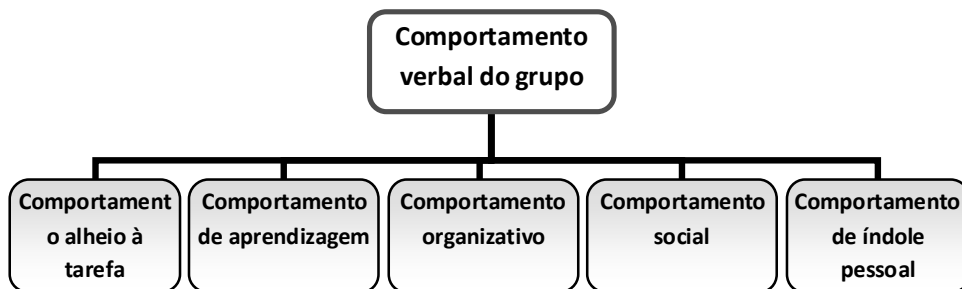 Comportamento
verbal do grupo
Comportament
o alheio à
tarefa
Comportamento
de aprendizagem
Comportamento
organizativo
Comportamento
social
Comportamento
de índole
pessoal